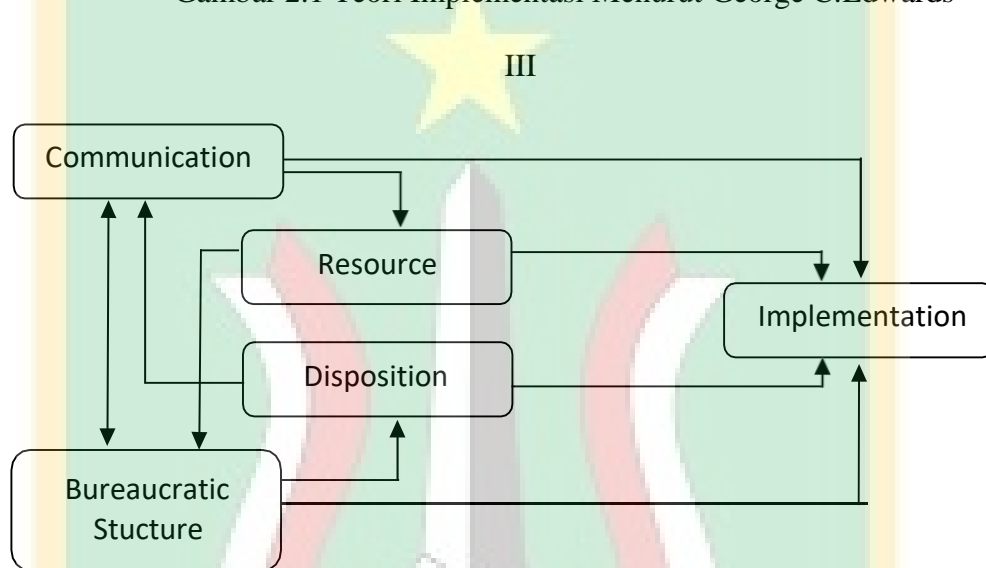 Gambar 2.1 Teori Implementasi Menurut George C.Edwards
III
Communication
Resource
Implementation
Disposition
Bureaucratic
Stucture